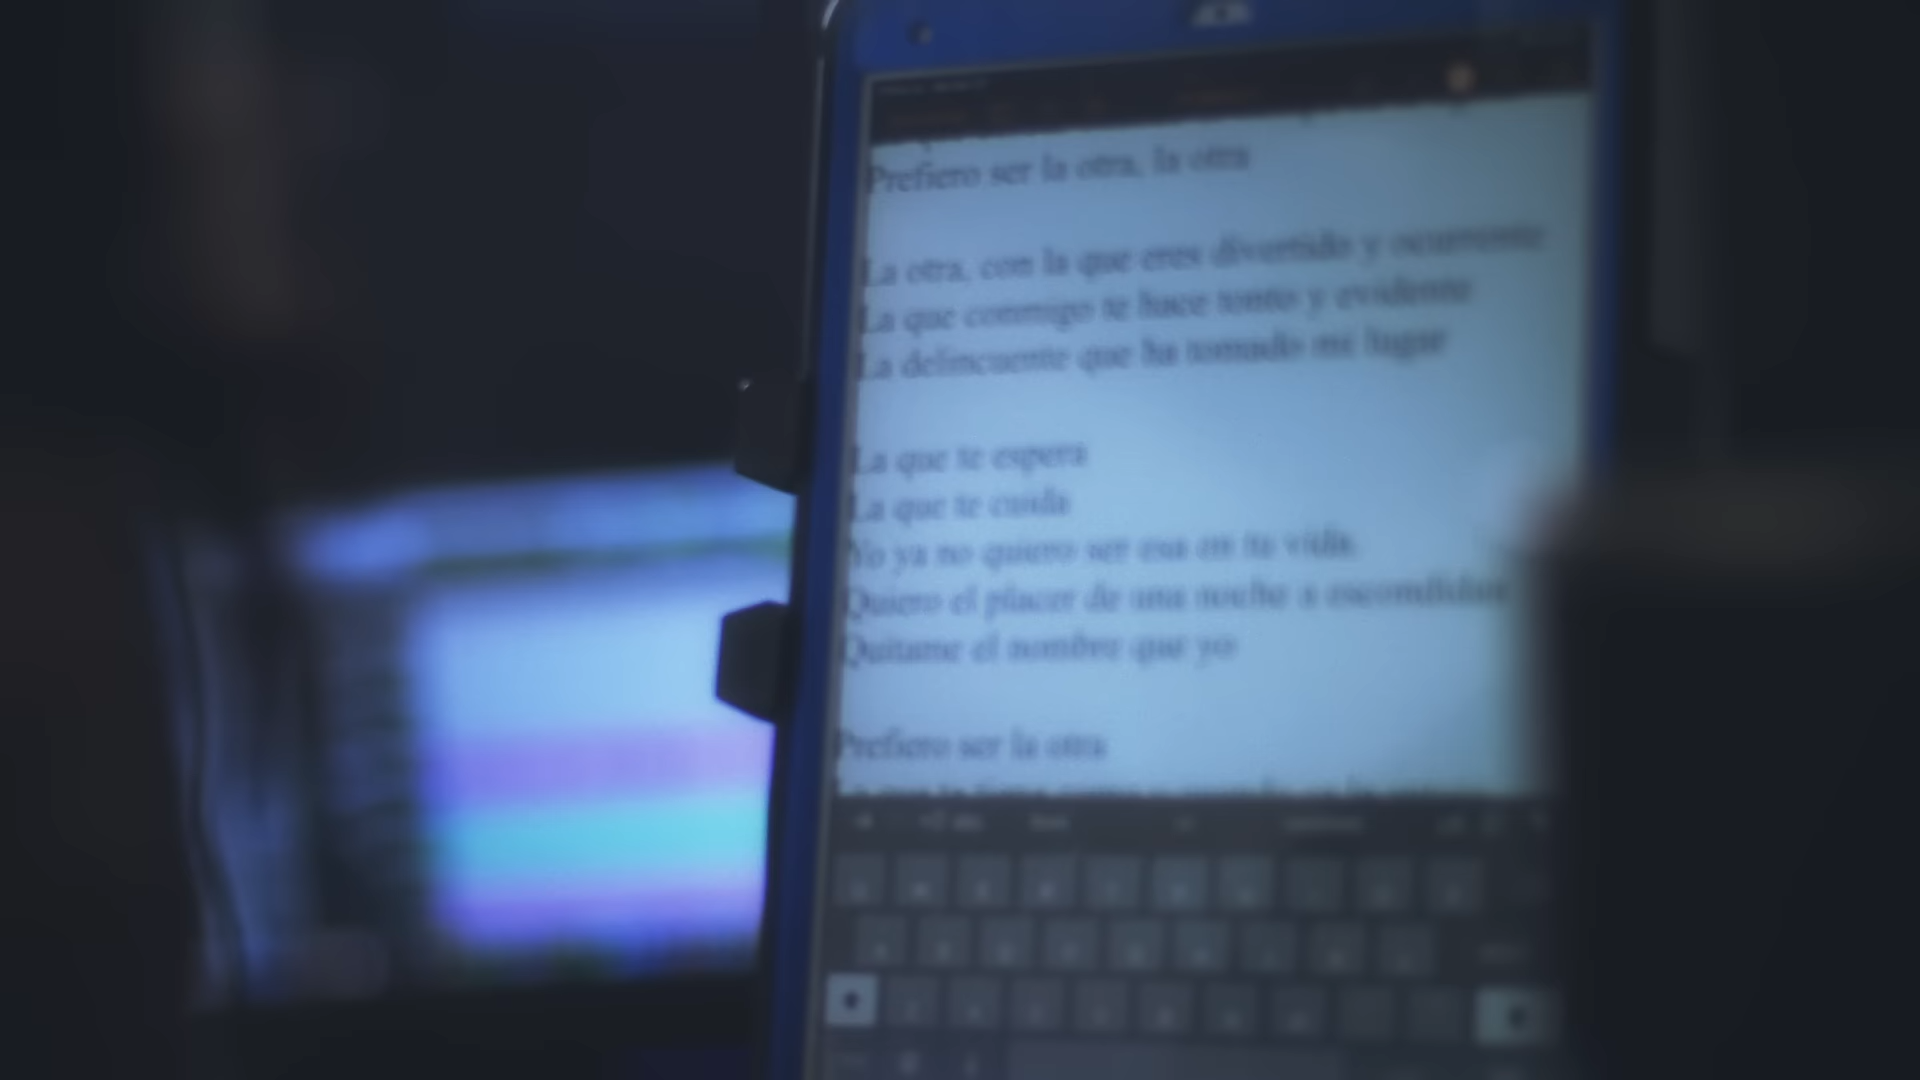 Prefiero ser la otra, la otra
La otra, con la que eres divertido y ocurrente
La que conmigo te hace tonto y evidente
La delincuente que ha tomado mi lugar
La que te espera
La que te cuida
Yo ya no quiero ser esa en tu vida.
Quiero el placer de una noche a escondidas
Quitame el nombre que yo
Prefiero ser la otra